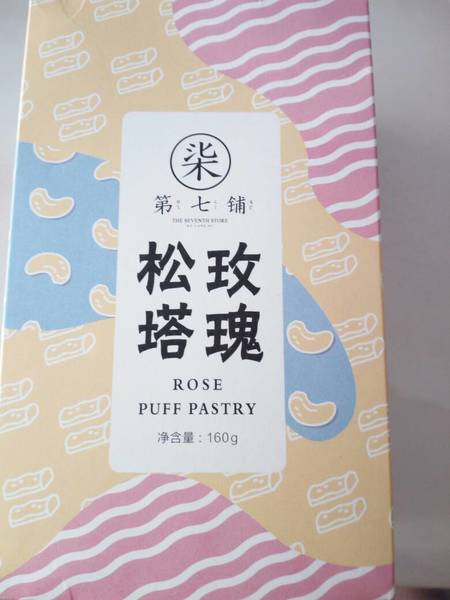 柒
第七铺
THE SEVENTH STORE
玫瑰
松塔
ROSE
PUFF PASTRY
净含量：160g